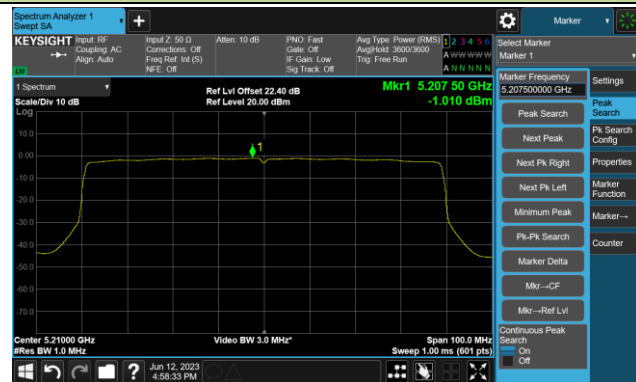 Spectrum Analyzer 1
Swept SA
KEYSIGHT
Input: RF
Coupling: AC
Align: Auto
Input Z: 50 Ω
Corrections: Off
Freq Ref: Int (S)
NFE: Off
Atten: 10 dB
PNO: Fast
Gate: Off
IF Gain: Low
Sig Track: Off
Avg Type: Power (RMS)
Avg|Hold: 3600/3600
Trig: Free Run
1 2 3 4 5 6
A W W W W W
A N N N N N
1 Spectrum
Scale/Div 10 dB
Log
Ref Lvl Offset 22.40 dB
Ref Level 20.00 dBm
Mkr1 5.207 50 GHz
-1.010 dBm
10.0
0.00
-10.0
-20.0
-30.0
-40.0
-50.0
-60.0
-70.0
1
Center 5.21000 GHz
#Res BW 1.0 MHz
Video BW 3.0 MHz*
Span 100.0 MHz
Sweep 1.00 ms (601 pts)
Jun 12, 2023
4:58:33 PM
Marker
Select Marker
Marker 1
Marker Frequency
5.207500000 GHz
Peak Search
Next Peak
Next Pk Right
Next Pk Left
Minimum Peak
Pk-Pk Search
Marker Delta
Mkr→CF
Mkr→Ref Lvl
Continuous Peak
Search
On
Off
Settings
Peak
Search
Pk Search
Config
Properties
Marker
Function
Marker→
Counter